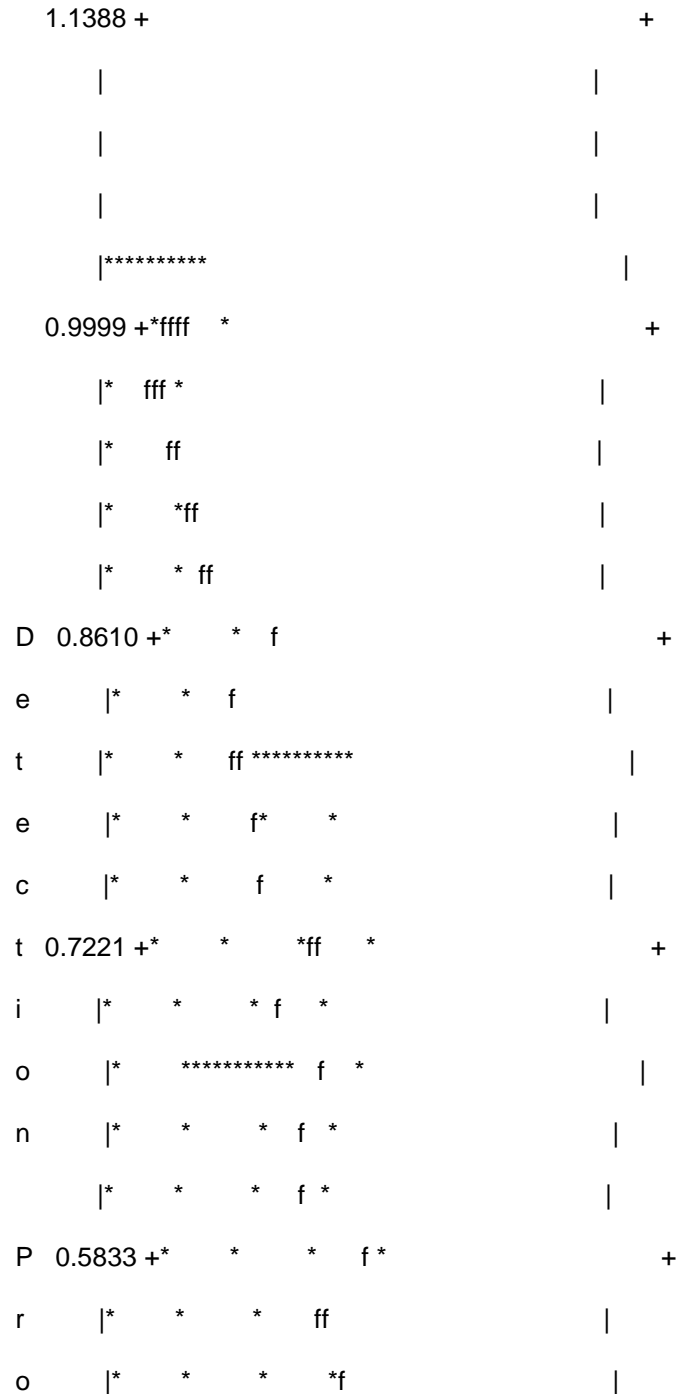 1.1388 + +
| |
| |
| |
|********** |
0.9999 +*ffff * +
|* fff * |
|* ff |
|* *ff |
|* * ff |
D 0.8610 +* * f +
e |* * f |
t |* * ff ********** |
e |* * f* * |
c |* * f * |
t 0.7221 +* * *ff * +
i |* * * f * |
o |* *********** f * |
n |* * * f * |
|* * * f * |
P 0.5833 +* * * f * +
r |* * * ff |
o |* * * *f |